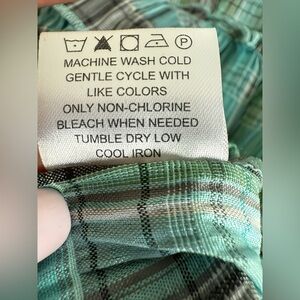 MACHINE WASH COLD
GENTLE CYCLE WITH
LIKE COLORS
ONLY NON-CHLORINE
BLEACH WHEN NEEDED
TUMBLE DRY LOW
COOL IRON